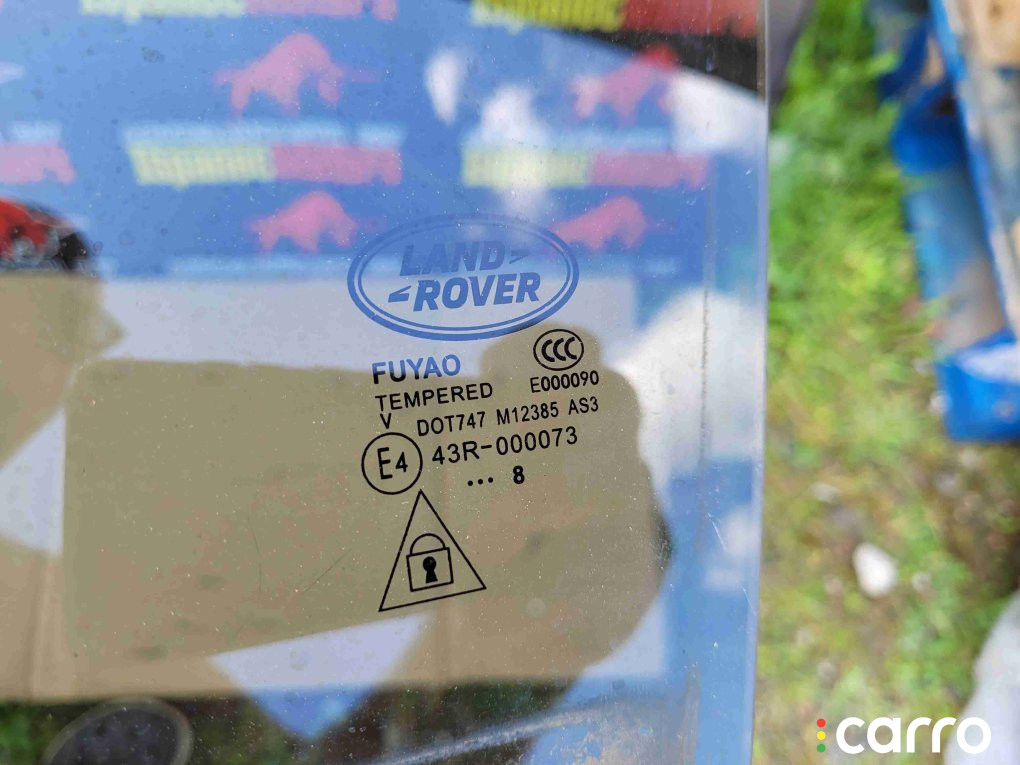 LAND
ROVER
FUYAO
CCC
TEMPERED E000090
V DOT747 M12385 AS3
E4 43R-000073
... 8
carro